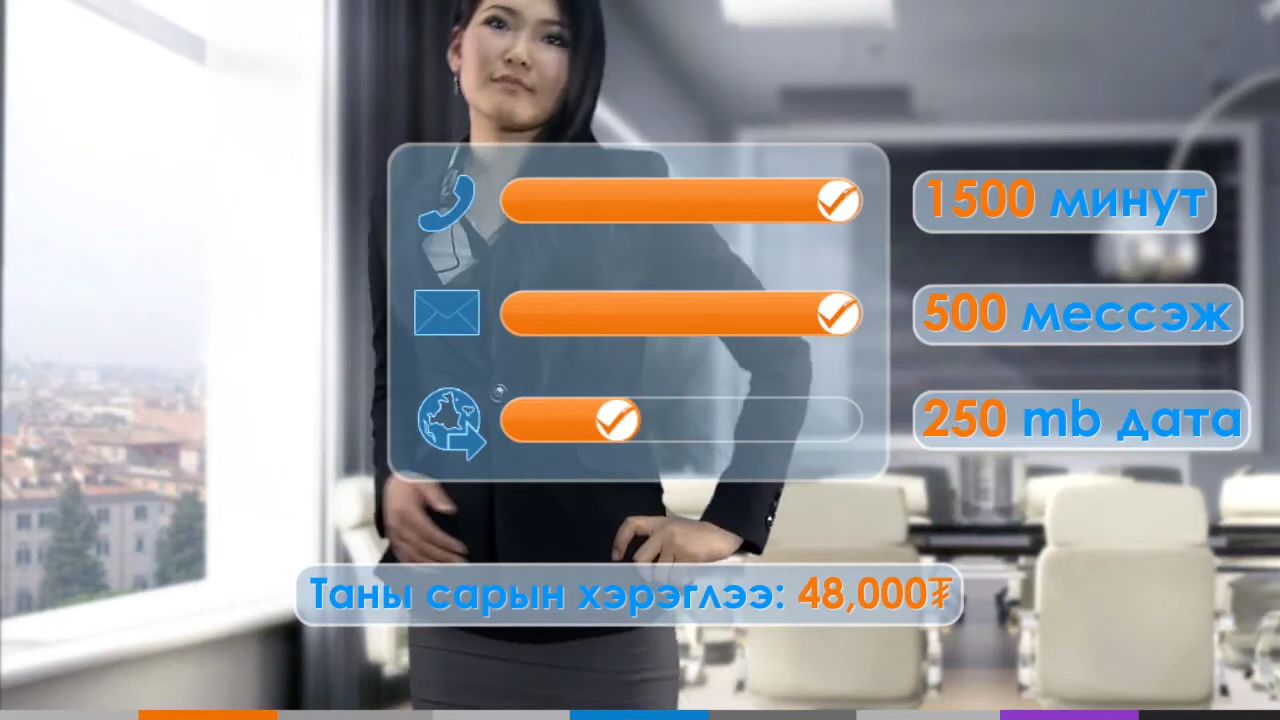 1500 минут
500 мессэж
250 mb дата
Таны сарын хэрэглээ: 48,000₮